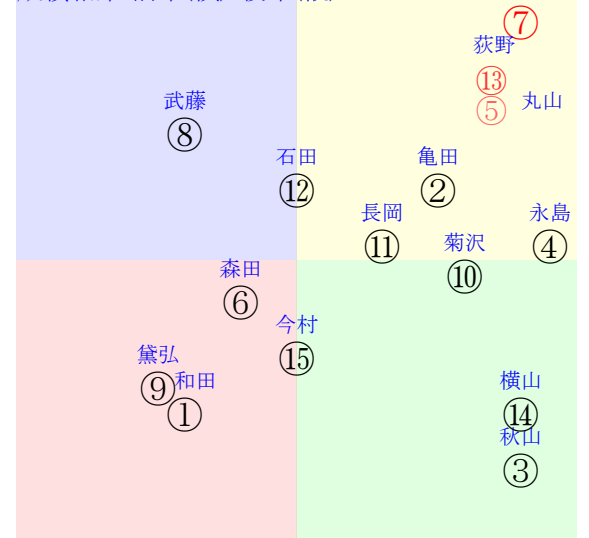 ⑦
荻野
⑬
武藤
丸山
⑤
⑧
石田
亀田
⑫
②
長岡
永島
菊沢
⑪
④
森田
⑩
⑥
今村
黛弘
⑮
和田
横山
⑨
①
⑭
秋山
③